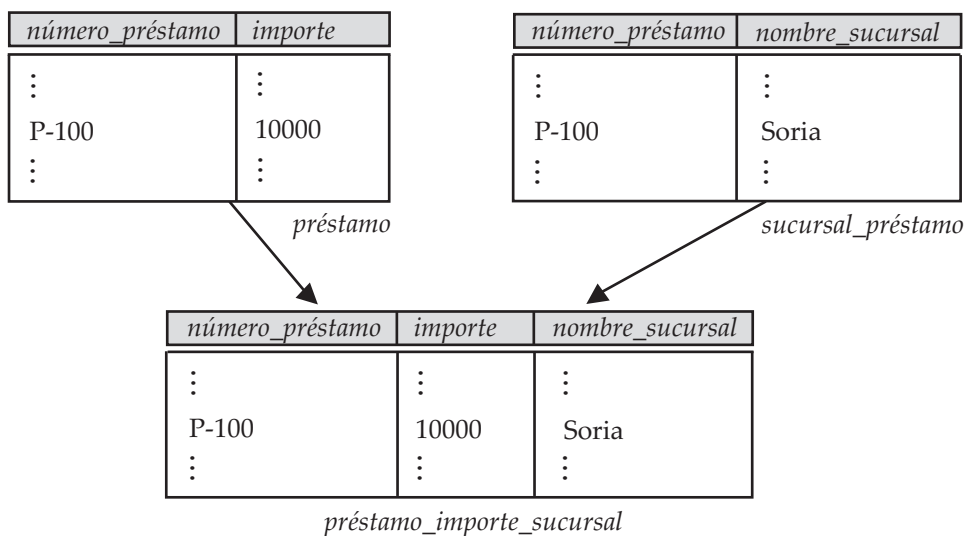 número_préstamo importe
⋮ ⋮
P-100 10000
⋮ ⋮
préstamo
número_préstamo nombre_sucursal
⋮ ⋮
P-100 Soria
⋮ ⋮
sucursal_préstamo
número_préstamo importe nombre_sucursal
⋮ ⋮ ⋮
P-100 10000 Soria
⋮ ⋮ ⋮
préstamo_importe_sucursal